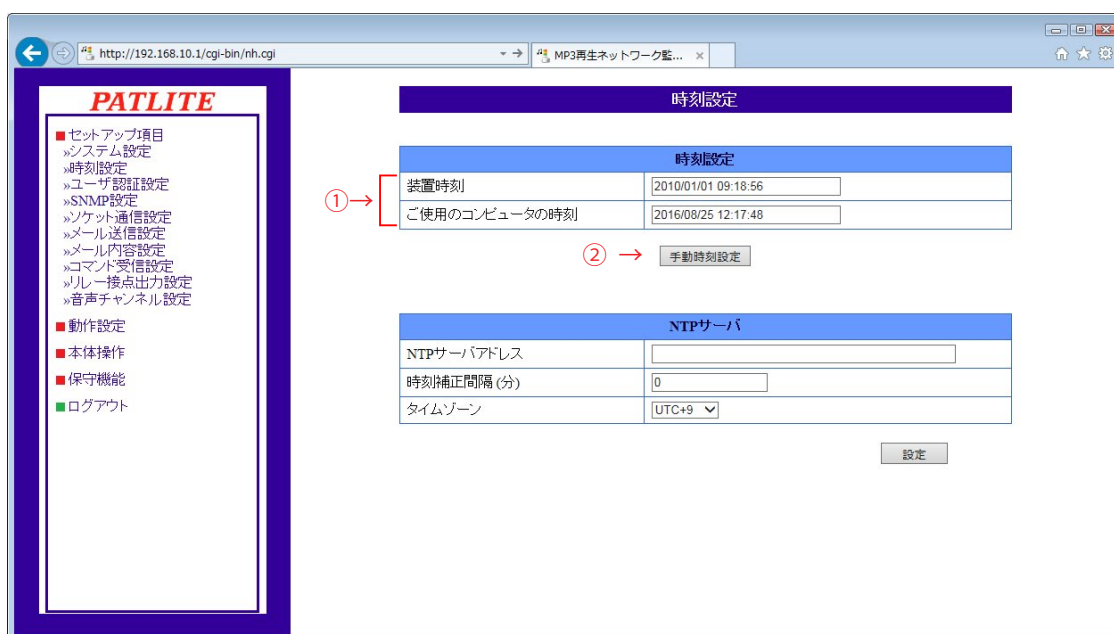 http://192.168.10.1/cgi-bin/nh.cgi
MP3再生ネットワーク監...
PATLITE
セットアップ項目
»システム設定
»時刻設定
»ユーザ認証設定
»SNMP設定
»ソケット通信設定
»メール送信設定
»メール内容設定
»コマンド受信設定
»リレー接点出力設定
»音声チャンネル設定
動作設定
本体操作
保守機能
ログアウト
時刻設定
時刻設定
①→
装置時刻 2010/01/01 09:18:56
ご使用のコンピュータの時刻 2016/08/25 12:17:48
② → 手動時刻設定
NTPサーバ
NTPサーバアドレス
時刻補正間隔(分) 0
タイムゾーン UTC+9
設定